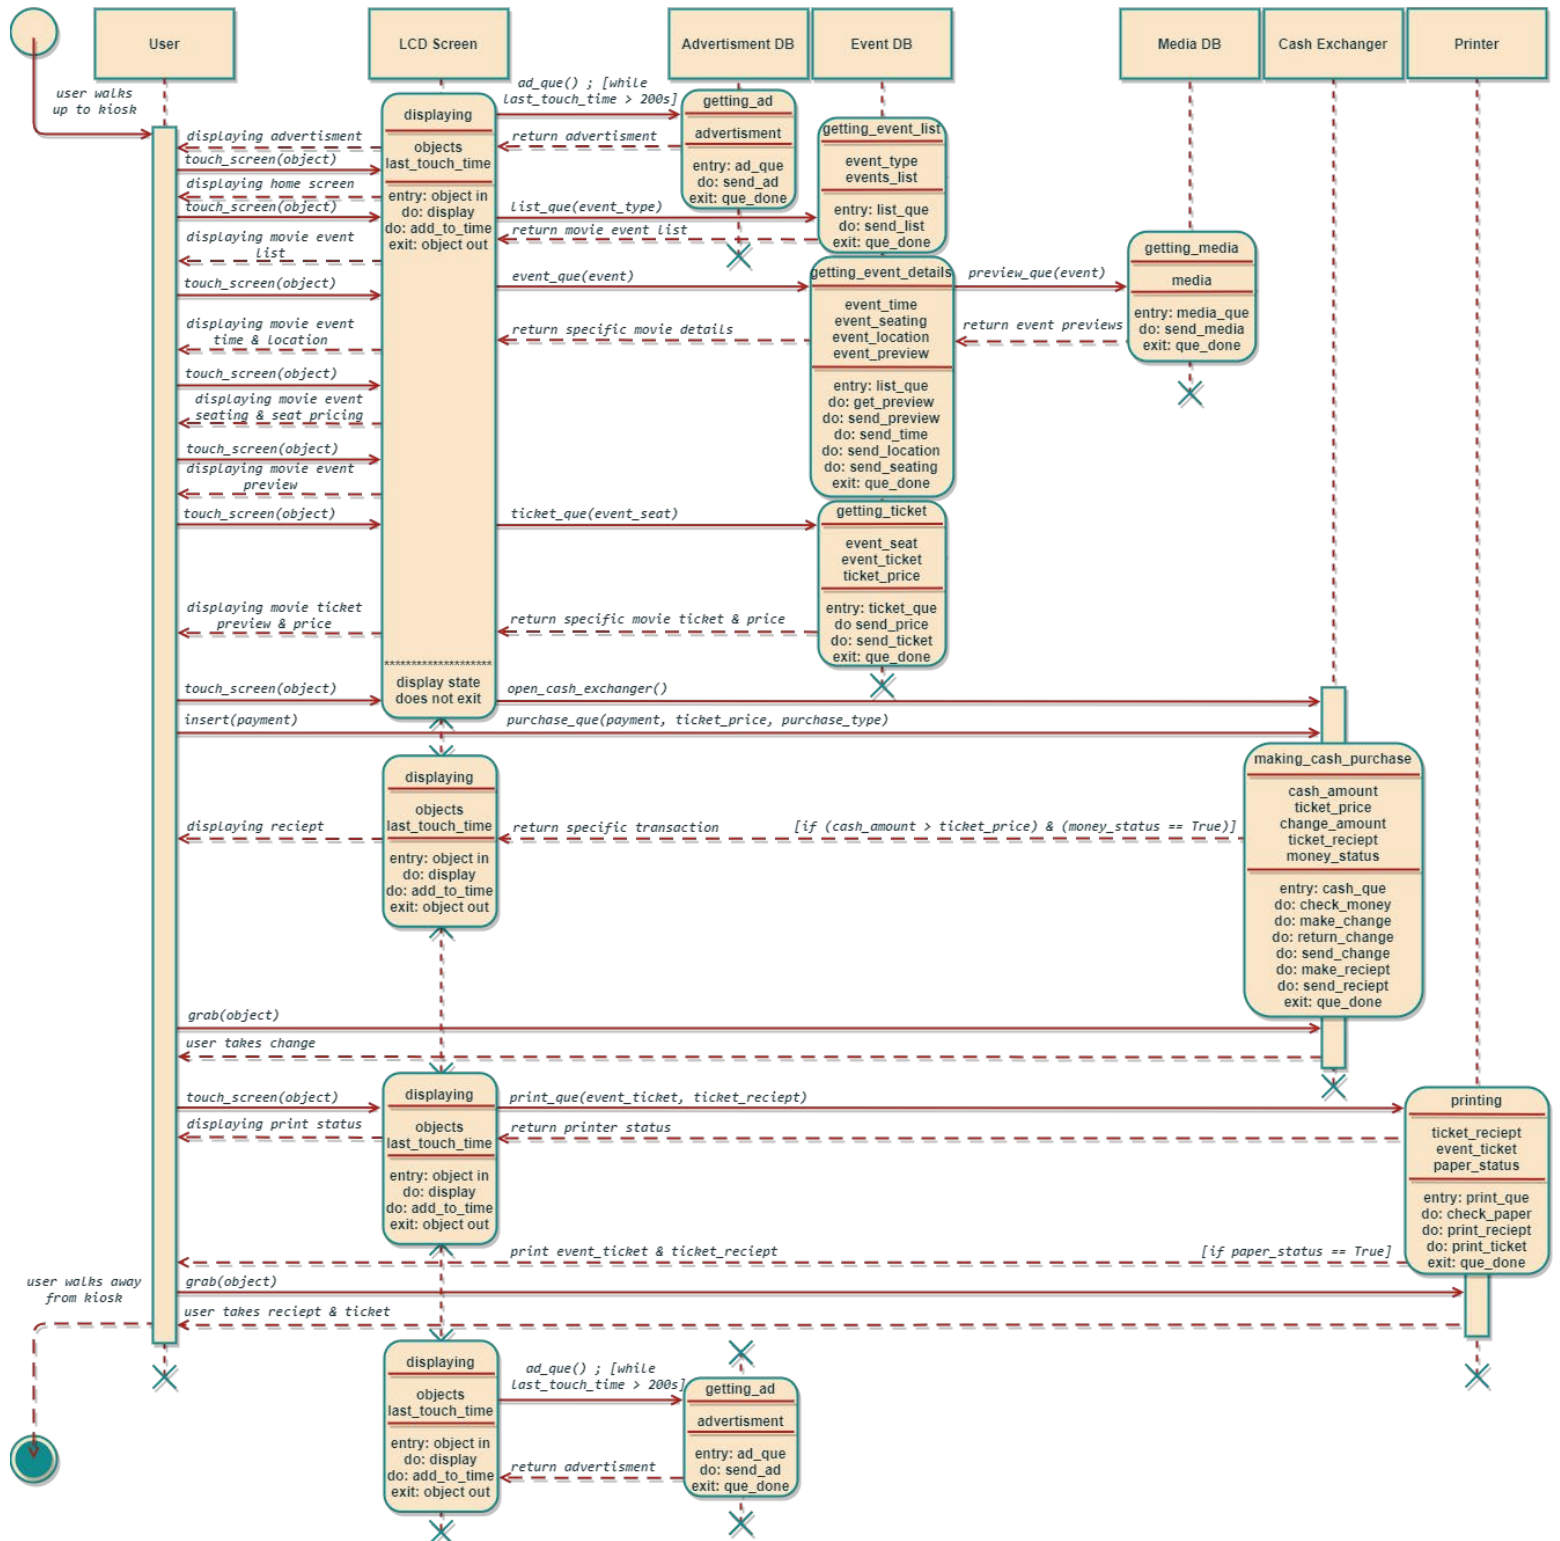 User
LCD Screen
Advertisment DB
Event DB
Media DB
Cash Exchanger
Printer
user walks
up to kiosk
ad_que() ; [while
last_touch_time > 200s]
displaying
objects
last_touch_time
entry: object in
do: display
do: add_to_time
exit: object out
getting_ad
advertisment
entry: ad_que
do: send_ad
exit: que_done
getting_event_list
event_type
events_list
entry: list_que
do: send_list
exit: que_done
displaying advertisment
return advertisment
touch_screen(object)
displaying home screen
touch_screen(object)
list_que(event_type)
return movie event list
displaying movie event
list
touch_screen(object)
event_que(event)
getting_event_details
event_time
event_seating
event_location
event_preview
entry: list_que
do: get_preview
do: send_preview
do: send_time
do: send_location
do: send_seating
exit: que_done
preview_que(event)
return event previews
getting_media
media
entry: media_que
do: send_media
exit: que_done
return specific movie details
displaying movie event
time & location
touch_screen(object)
displaying movie event
seating & seat pricing
touch_screen(object)
displaying movie event
preview
touch_screen(object)
ticket_que(event_seat)
getting_ticket
event_seat
event_ticket
ticket_price
entry: ticket_que
do send_price
do: send_ticket
exit: que_done
displaying movie ticket
preview & price
return specific movie ticket & price
********************
display state
does not exit
touch_screen(object)
open_cash_exchanger()
insert(payment)
purchase_que(payment, ticket_price, purchase_type)
displaying
objects
last_touch_time
entry: object in
do: display
do: add_to_time
exit: object out
making_cash_purchase
cash_amount
ticket_price
change_amount
ticket_reciept
money_status
entry: cash_que
do: check_money
do: make_change
do: return_change
do: send_change
do: make_reciept
do: send_reciept
exit: que_done
displaying reciept
return specific transaction
[if (cash_amount > ticket_price) & (money_status == True)]
grab(object)
user takes change
touch_screen(object)
displaying
objects
last_touch_time
entry: object in
do: display
do: add_to_time
exit: object out
print_que(event_ticket, ticket_reciept)
displaying print status
return printer status
printing
ticket_reciept
event_ticket
paper_status
entry: print_que
do: check_paper
do: print_reciept
do: print_ticket
exit: que_done
print event_ticket & ticket_reciept
[if paper_status == True]
user walks away
from kiosk
grab(object)
user takes reciept & ticket
displaying
objects
last_touch_time
entry: object in
do: display
do: add_to_time
exit: object out
ad_que() ; [while
last_touch_time > 200s]
getting_ad
advertisment
entry: ad_que
do: send_ad
exit: que_done
return advertisment